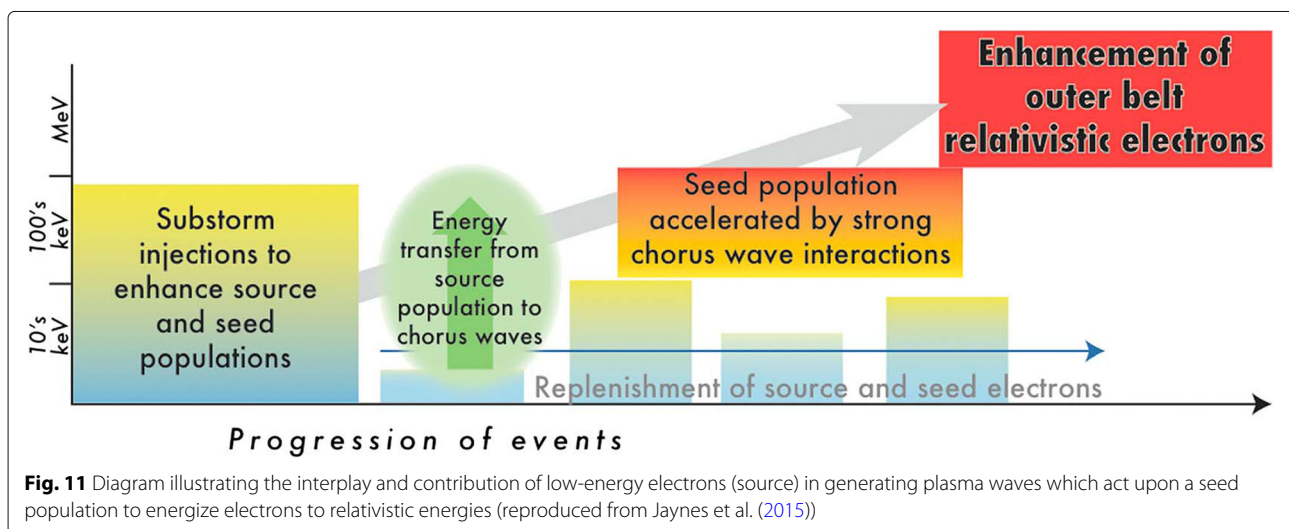 MeV
100's
keV
10's
keV
Substorm
injections to
enhance source
and seed
populations
Energy
transfer from
source
population to
chorus waves
Seed population
accelerated by strong
chorus wave interactions
Enhancement of
outer belt
relativistic electrons
Replenishment of source and seed electrons
Progression of events
Fig. 11 Diagram illustrating the interplay and contribution of low-energy electrons (source) in generating plasma waves which act upon a seed
population to energize electrons to relativistic energies (reproduced from Jaynes et al. (2015))